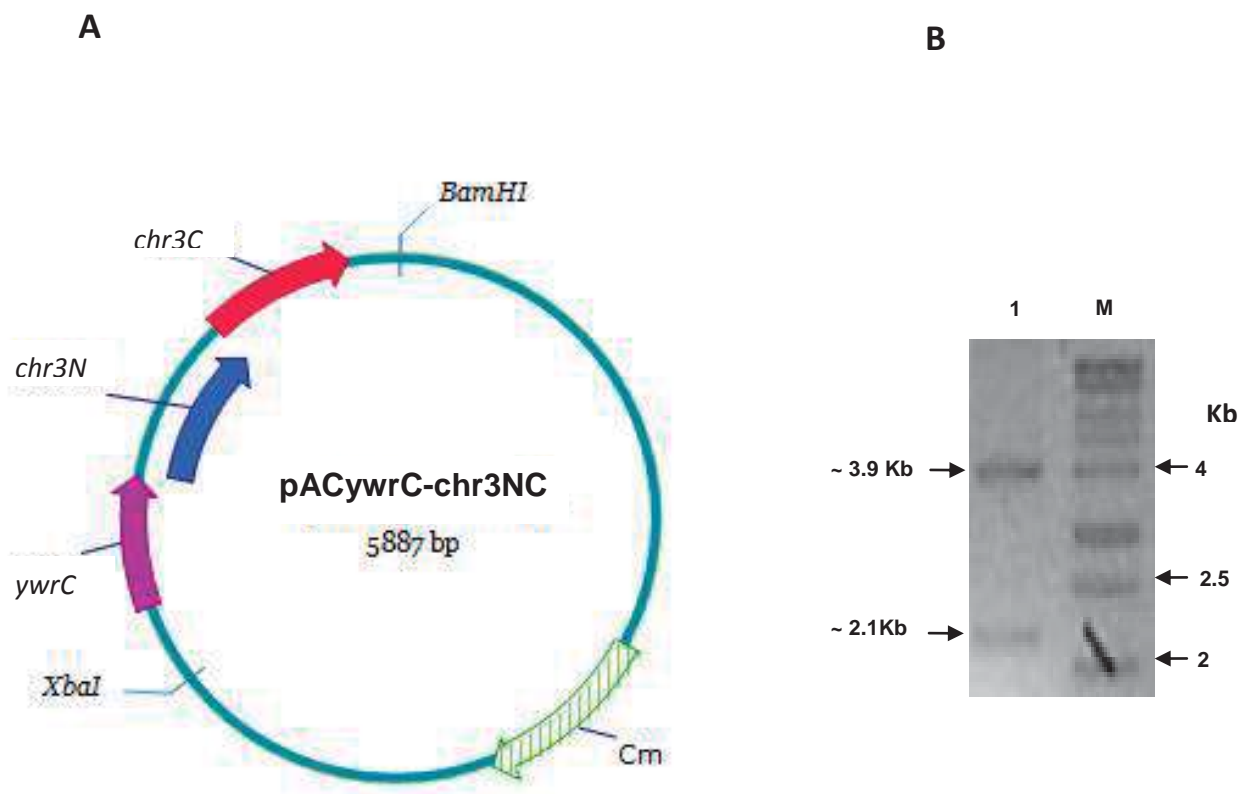 A
B
BamHI
chr3C
chr3N
pACywrC-chr3NC
5887 bp
ywrC
XbaI
Cm
1 M
Kb
~ 3.9 Kb
4
2.5
~ 2.1Kb
2